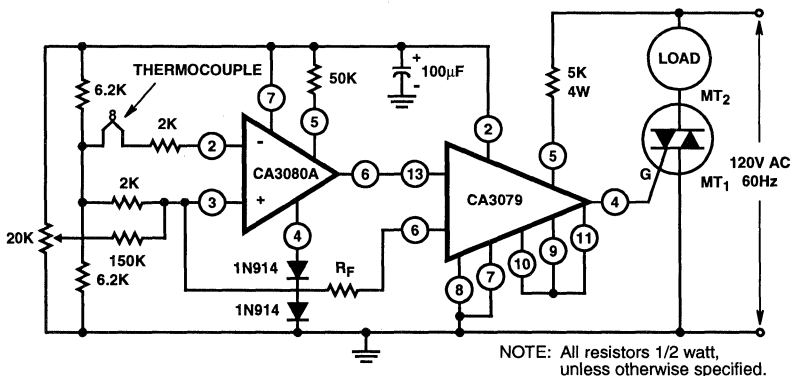 THERMOCOUPLE
6.2K
8
2K
2
7
50K
5
+
100µF
-
-
CA3080A
+
6
13
2
5K
4W
5
LOAD
MT2
G
MT1
120V AC
60Hz
CA3079
4
2K
3
20K
150K
6.2K
4
1N914
1N914
RF
6
8
7
10
9
11
NOTE: All resistors 1/2 watt,
unless otherwise specified.